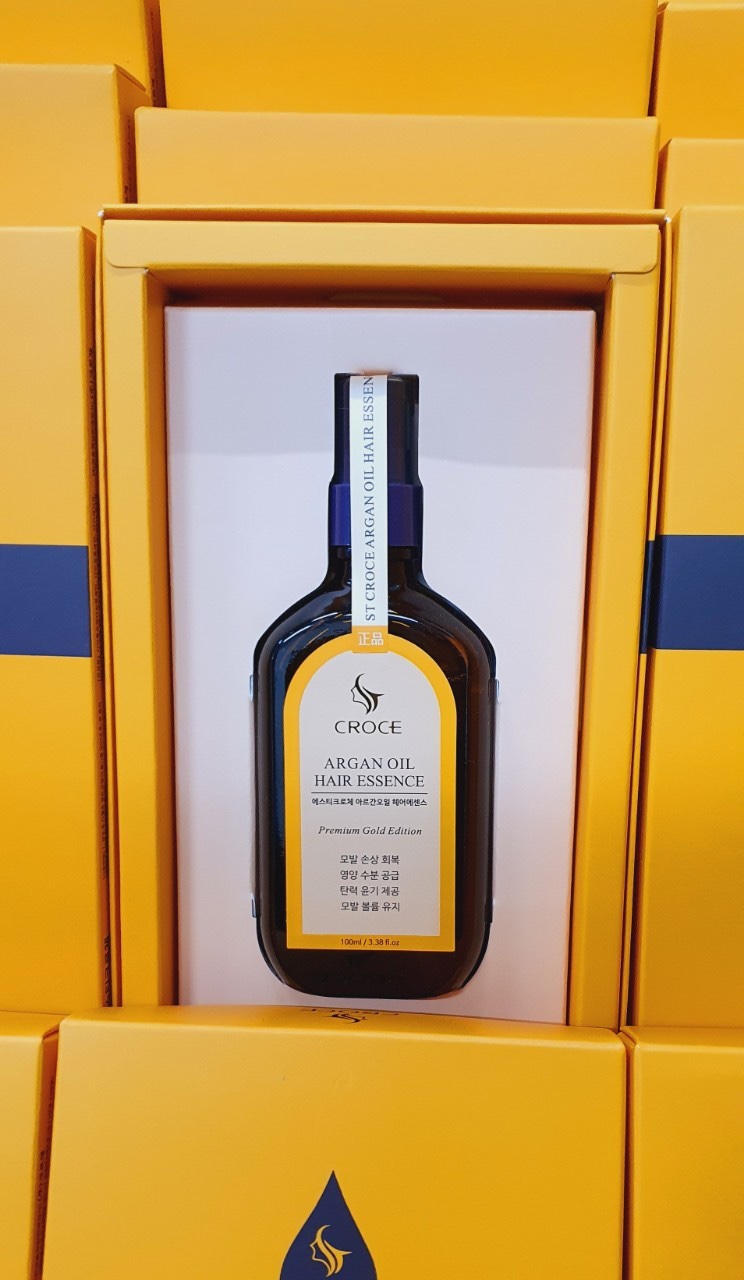 ST CROCE ARGAN OIL HAIR ESSEN
正品
CROCE
ARGAN OIL
HAIR ESSENCE
에스티크로체 아르간오일 헤어에센스
Premium Gold Edition
모발 손상 회복
영양 수분 공급
탄력 윤기 제공
모발 볼륨 유지
100ml / 3.38 fl.oz